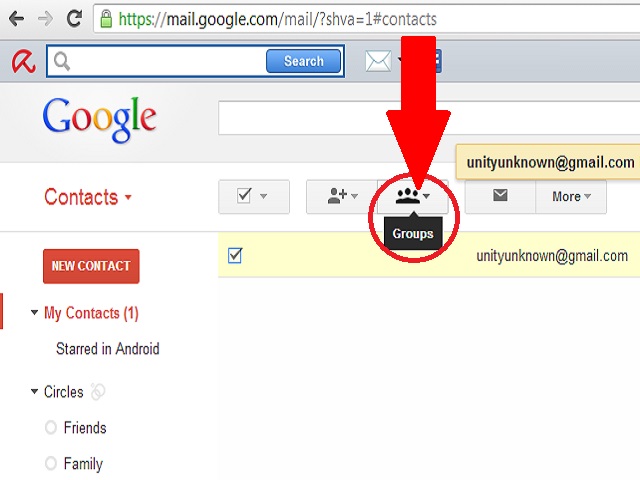 https://mail.google.com/mail/?shva=1#contacts
Search
Google
unityunknown@gmail.com
Contacts
More
Groups
NEW CONTACT
unityunknown@gmail.com
My Contacts (1)
Starred in Android
Circles
Friends
Family